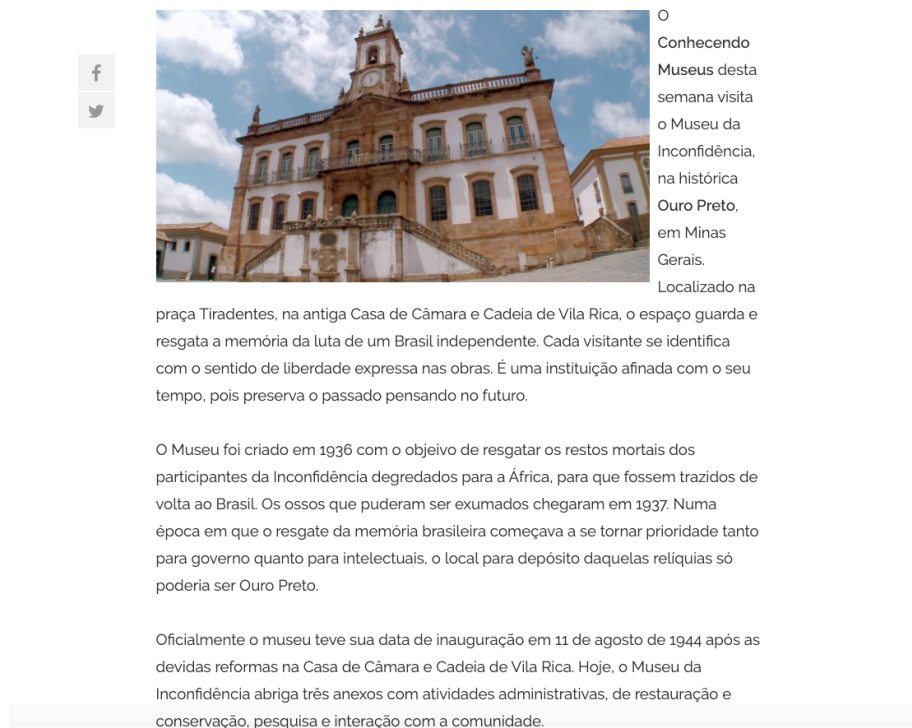 O
Conhecendo
Museus desta
semana visita
o Museu da
Inconfidência,
na histórica
Ouro Preto,
em Minas
Gerais.
Localizado na
praça Tiradentes, na antiga Casa de Câmara e Cadeia de Vila Rica, o espaço guarda e
resgata a memória da luta de um Brasil independente. Cada visitante se identifica
com o sentido de liberdade expressa nas obras. É uma instituição afinada com o seu
tempo, pois preserva o passado pensando no futuro.
O Museu foi criado em 1936 com o objeivo de resgatar os restos mortais dos
participantes da Inconfidência degredados para a África, para que fossem trazidos de
volta ao Brasil. Os ossos que puderam ser exumados chegaram em 1937. Numa
época em que o resgate da memória brasileira começava a se tornar prioridade tanto
para governo quanto para intelectuais, o local para depósito daquelas relíquias só
poderia ser Ouro Preto.
Oficialmente o museu teve sua data de inauguração em 11 de agosto de 1944 após as
devidas reformas na Casa de Câmara e Cadeia de Vila Rica. Hoje, o Museu da
Inconfidência abriga três anexos com atividades administrativas, de restauração e
conservação, pesquisa e interação com a comunidade.